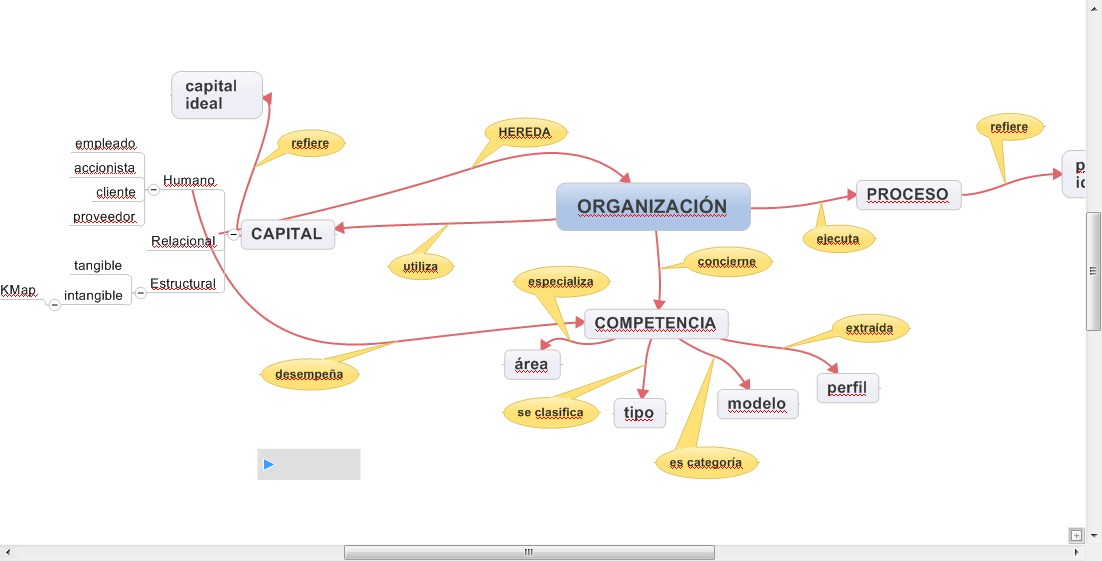 capital
ideal
refiere
HEREDA
refiere
empleado
accionista
cliente
proveedor
Humano
Relacional
tangible
intangible
Estructural
KMap
CAPITAL
ORGANIZACIÓN
PROCESO
p
ic
utiliza
ejecuta
concierne
especializa
COMPETENCIA
extraída
desempeña
área
se clasifica
tipo
modelo
perfil
es categoría